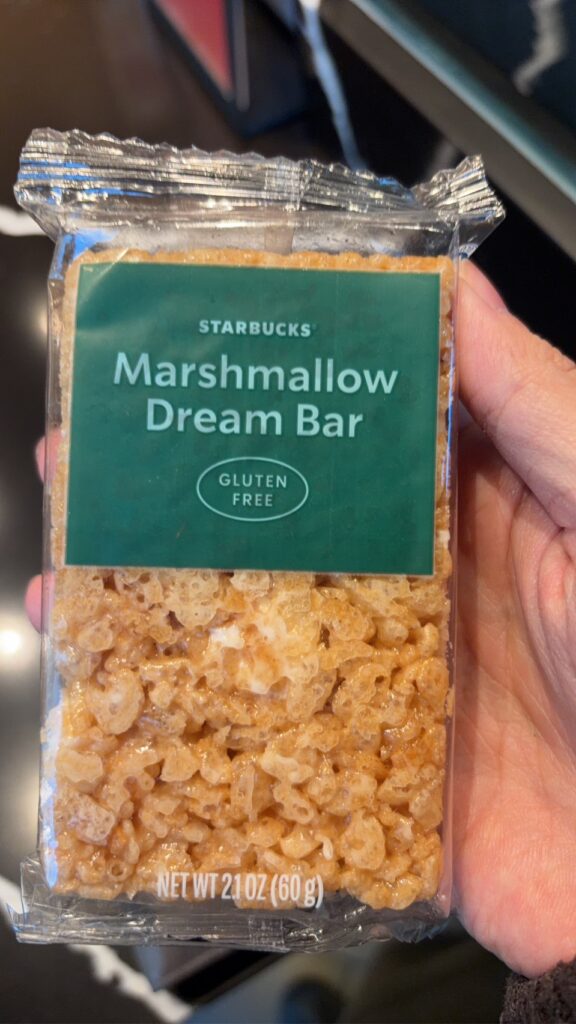 STARBUCKS
Marshmallow
Dream Bar
GLUTEN
FREE
NET WT 2.1 OZ (60 g)